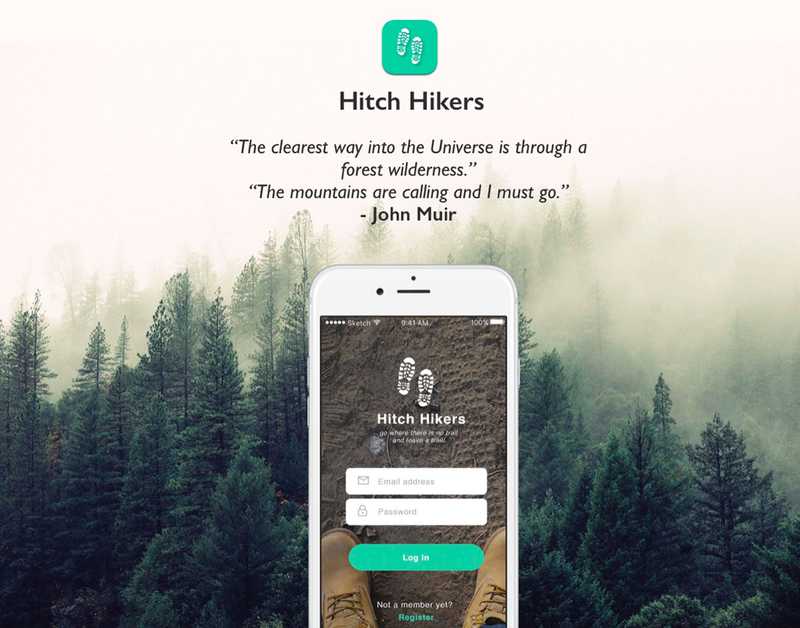 Hitch Hikers
“The clearest way into the Universe is through a
forest wilderness.”
“The mountains are calling and I must go.”
- John Muir
Sketch
9:41 AM
100%
Hitch Hikers
go where there is no trail
and leave a trail
Email address
Password
Log In
Not a member yet?
Register